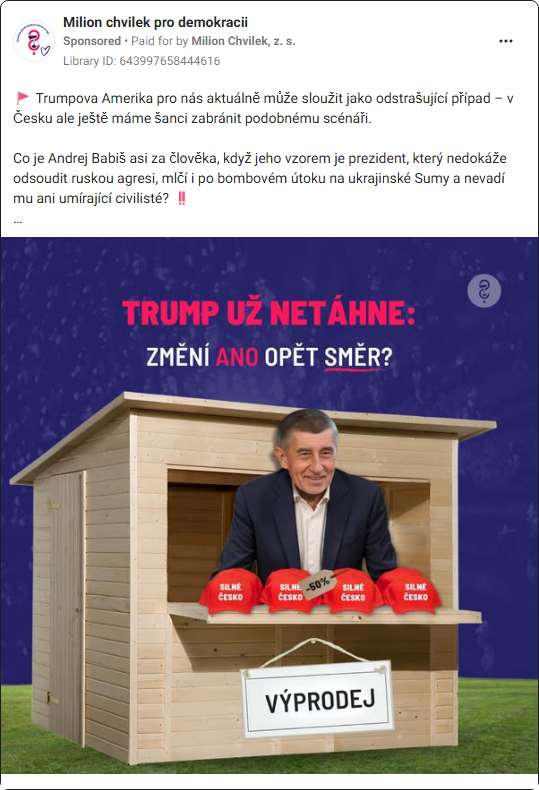 Milion chvilek pro demokracii
Sponsored • Paid for by Milion Chvilek, z. s.
Library ID: 643997658444616
🚩 Trumpova Amerika pro nás aktuálně může sloužit jako odstrašující případ – v
Česku ale ještě máme šanci zabránit podobnému scénáři.
Co je Andrej Babiš asi za člověka, když jeho vzorem je prezident, který nedokáže
odsoudit ruskou agresi, mlčí i po bombovém útoku na ukrajinské Sumy a nevadí
mu ani umírající civilisté? ‼️
...
TRUMP UŽ NETÁHNE:
ZMĚNÍ ANO OPĚT SMĚR?
SILNÉ
ČESKO
SILNÉ
ČESKO
-50%
SILNÉ
ČESKO
SILNÉ
ČESKO
VÝPRODEJ